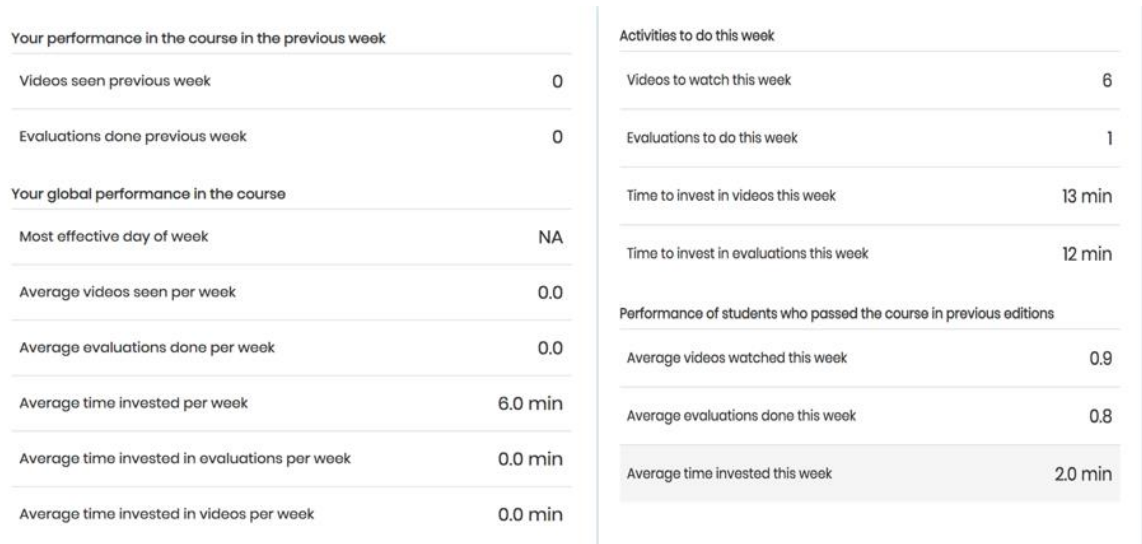 Your performance in the course in the previous week
Videos seen previous week 0
Evaluations done previous week 0
Your global performance in the course
Most effective day of week NA
Average videos seen per week 0.0
Average evaluations done per week 0.0
Average time invested per week 6.0 min
Average time invested in evaluations per week 0.0 min
Average time invested in videos per week 0.0 min
Activities to do this week
Videos to watch this week 6
Evaluations to do this week 1
Time to invest in videos this week 13 min
Time to invest in evaluations this week 12 min
Performance of students who passed the course in previous editions
Average videos watched this week 0.9
Average evaluations done this week 0.8
Average time invested this week 2.0 min